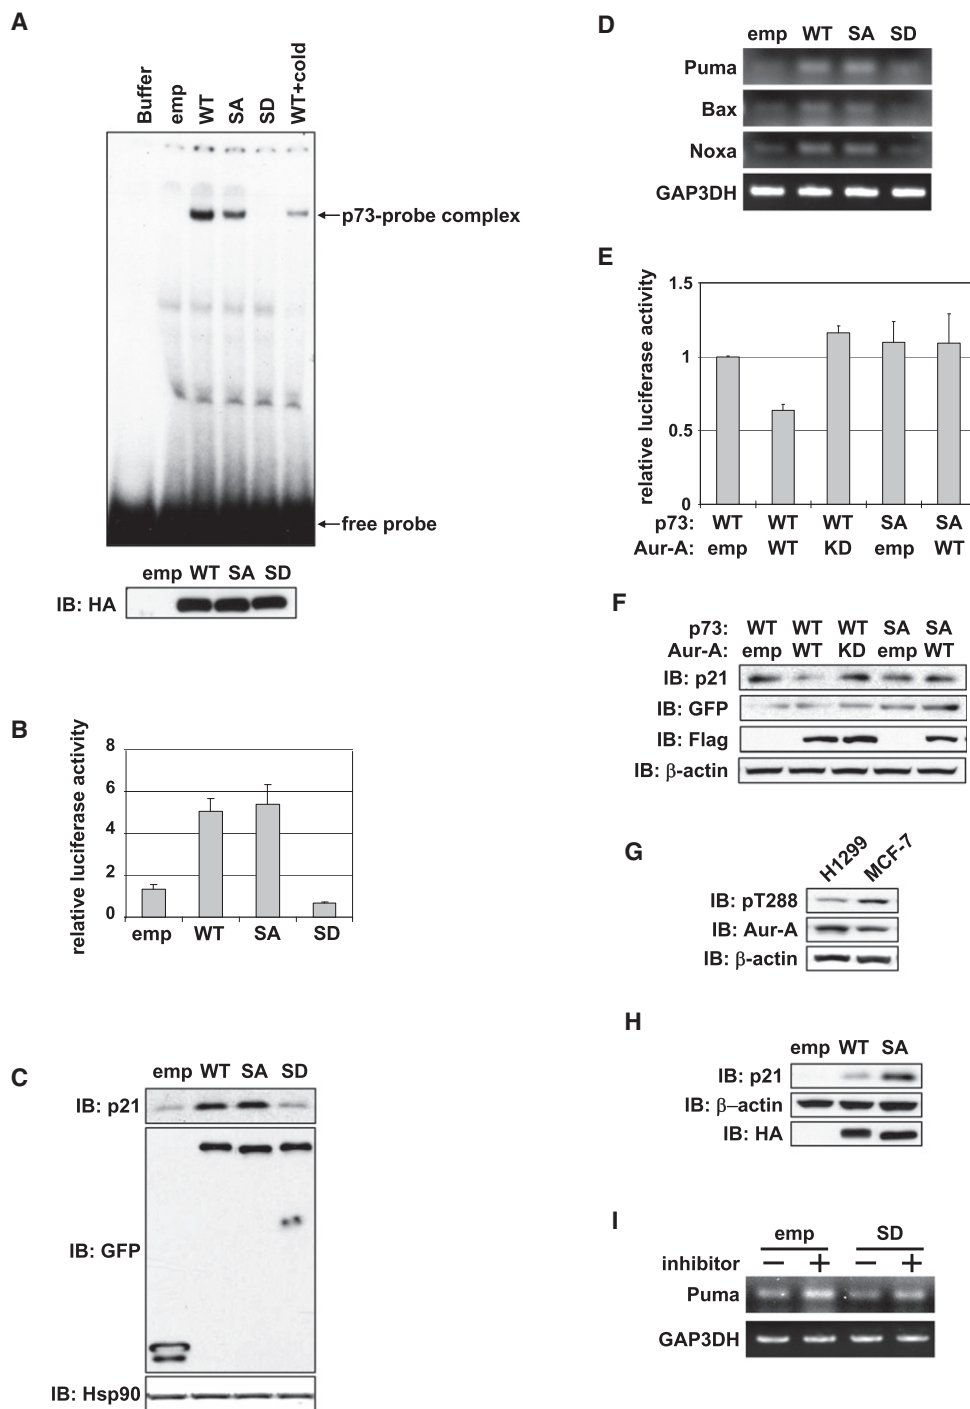 A
Buffer
emp
WT
SA
SD
WT+cold
p73-probe complex
free probe
emp WT SA SD
IB: HA
B
relative luciferase activity
8
6
4
2
0
emp WT SA SD
C
emp WT SA SD
IB: p21
IB: GFP
IB: Hsp90
D
emp WT SA SD
Puma
Bax
Noxa
GAP3DH
E
relative luciferase activity
1.5
1
0.5
0
p73: WT WT WT SA SA
Aur-A: emp WT KD emp WT
F
p73: WT WT WT SA SA
Aur-A: emp WT KD emp WT
IB: p21
IB: GFP
IB: Flag
IB: β-actin
G
H1299
MCF-7
IB: pT288
IB: Aur-A
IB: β-actin
H
emp WT SA
IB: p21
IB: β–actin
IB: HA
I
emp SD
inhibitor − + − +
Puma
GAP3DH